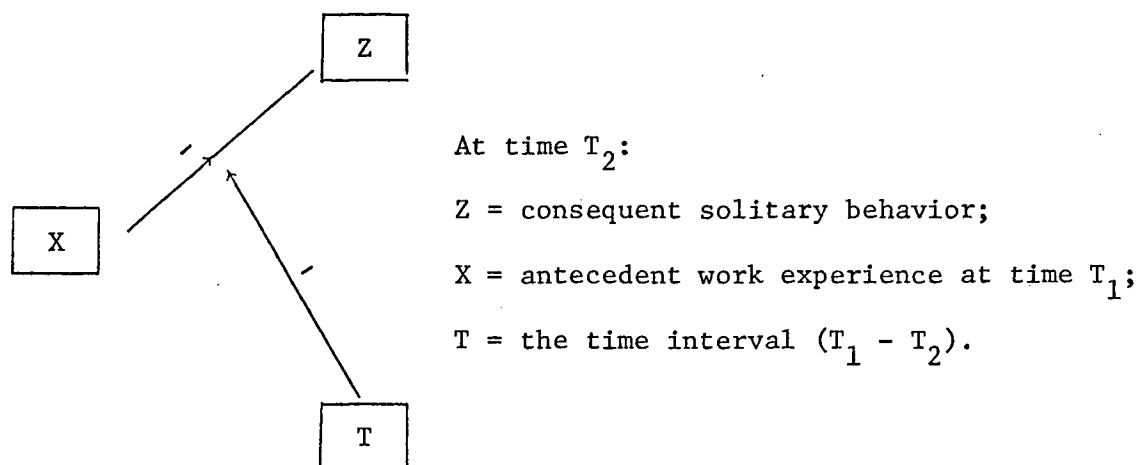 Z
At time T₂:
Z = consequent solitary behavior;
X
X = antecedent work experience at time T₁;
T = the time interval (T₁ - T₂).
T